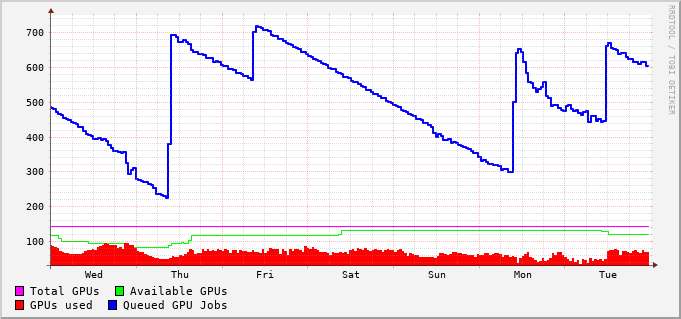 700
600
500
400
300
200
100
Wed Thu Fri Sat Sun Mon Tue
Total GPUs Available GPUs
GPUs used Queued GPU Jobs
RRDTOOL / TOBI OETIKER